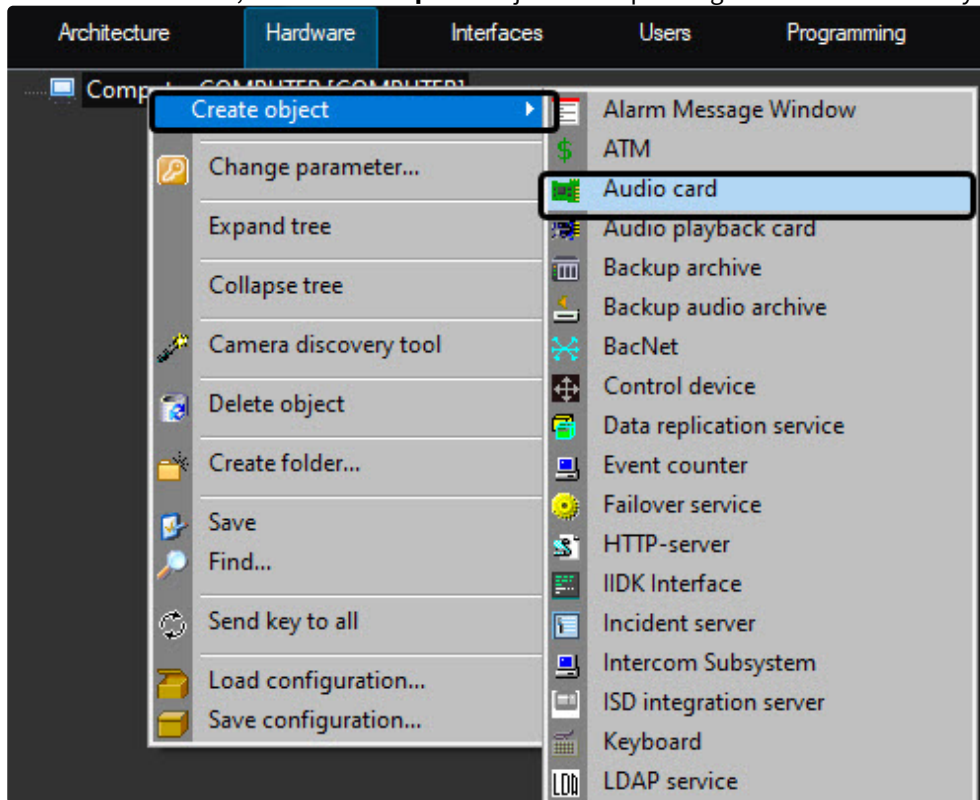 Architecture Hardware Interfaces Users Programming
COMPUTER [COMPUTER]
Create object
Change parameter...
Expand tree
Collapse tree
Camera discovery tool
Delete object
Create folder...
Save
Find...
Send key to all
Load configuration...
Save configuration...
Alarm Message Window
ATM
Audio card
Audio playback card
Backup archive
Backup audio archive
BacNet
Control device
Data replication service
Event counter
Failover service
HTTP-server
IIDK Interface
Incident server
Intercom Subsystem
ISD integration server
Keyboard
LDAP service